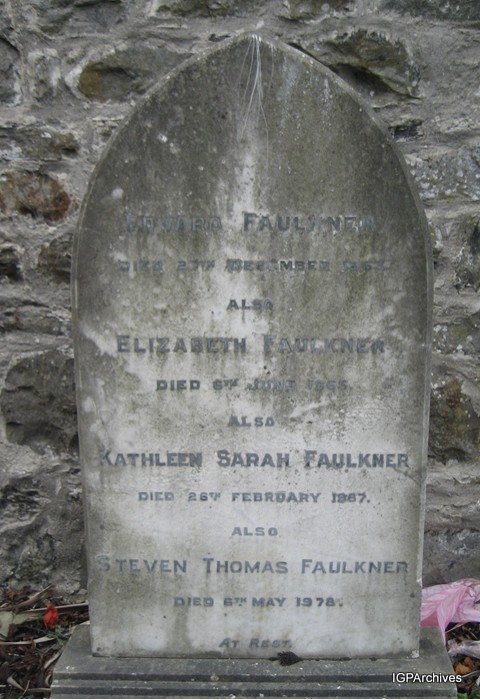 Edward Faulkner
Died December
also
Elizabeth Faulkner
Died 6th June
also
Kathleen Sarah Faulkner
Died 26th February 1967.
also
Steven Thomas Faulkner
Died 6th May 1978.
At Rest
IGPArchives